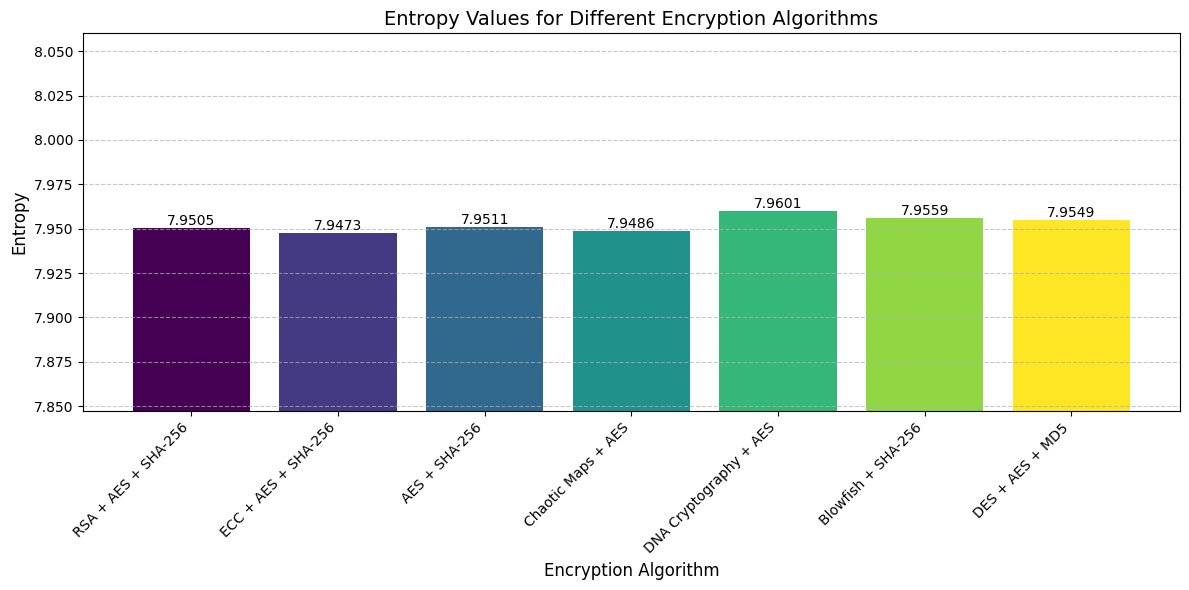 Entropy Values for Different Encryption Algorithms
8.050
8.025
8.000
7.975
7.950
7.925
7.900
7.875
7.850
Entropy
7.9505
7.9473
7.9511
7.9486
7.9601
7.9559
7.9549
RSA + AES + SHA-256
ECC + AES + SHA-256
AES + SHA-256
Chaotic Maps + AES
DNA Cryptography + AES
Blowfish + SHA-256
DES + AES + MD5
Encryption Algorithm